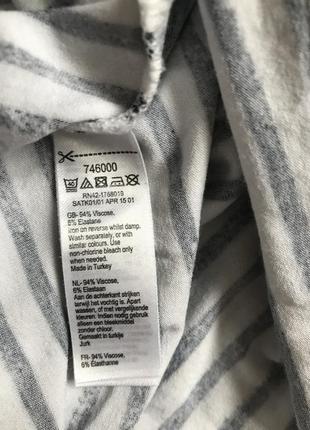 746000
RN42-1768019
SATK01/01 APR 15 01
GB- 94% Viscose,
6% Elastane
Iron on reverse whilst damp.
Wash separately, or with
similar colours. Use
non-chlorine bleach only
when needed.
Made in Turkey
NL- 94% Viscose,
6% Elastaan
Aan de achterkant strijken
terwijl het vochtig is. Apart
wassen, of met vergelijkende
kleuren. Indien nodig gebruik
alleen een bleekmiddel
zonder chloor.
Gemaakt in turkije
Jurk
FR- 94% Viscose,
6% Élasthanne